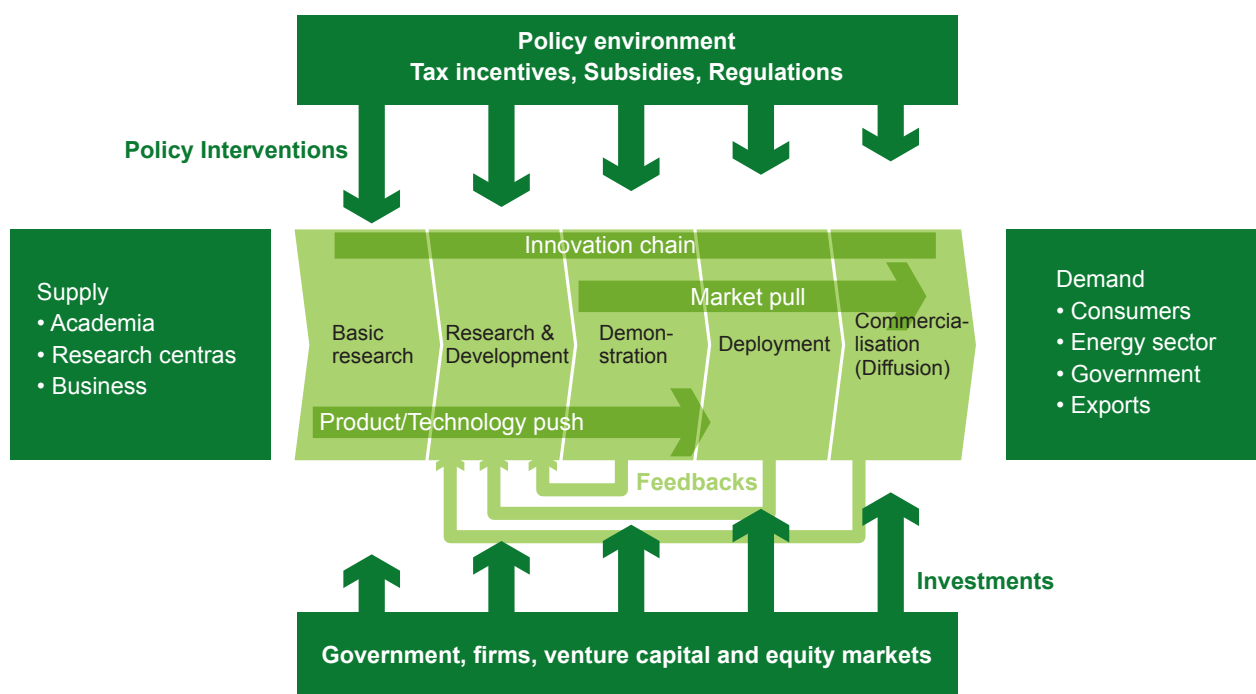 Policy environment
Tax incentives, Subsidies, Regulations
Policy Interventions
Supply
• Academia
• Research centras
• Business
Innovation chain
Market pull
Basic
research
Research &
Development
Demon-
stration
Deployment
Commercia-
lisation
(Diffusion)
Product/Technology push
Demand
• Consumers
• Energy sector
• Government
• Exports
Feedbacks
Investments
Government, firms, venture capital and equity markets